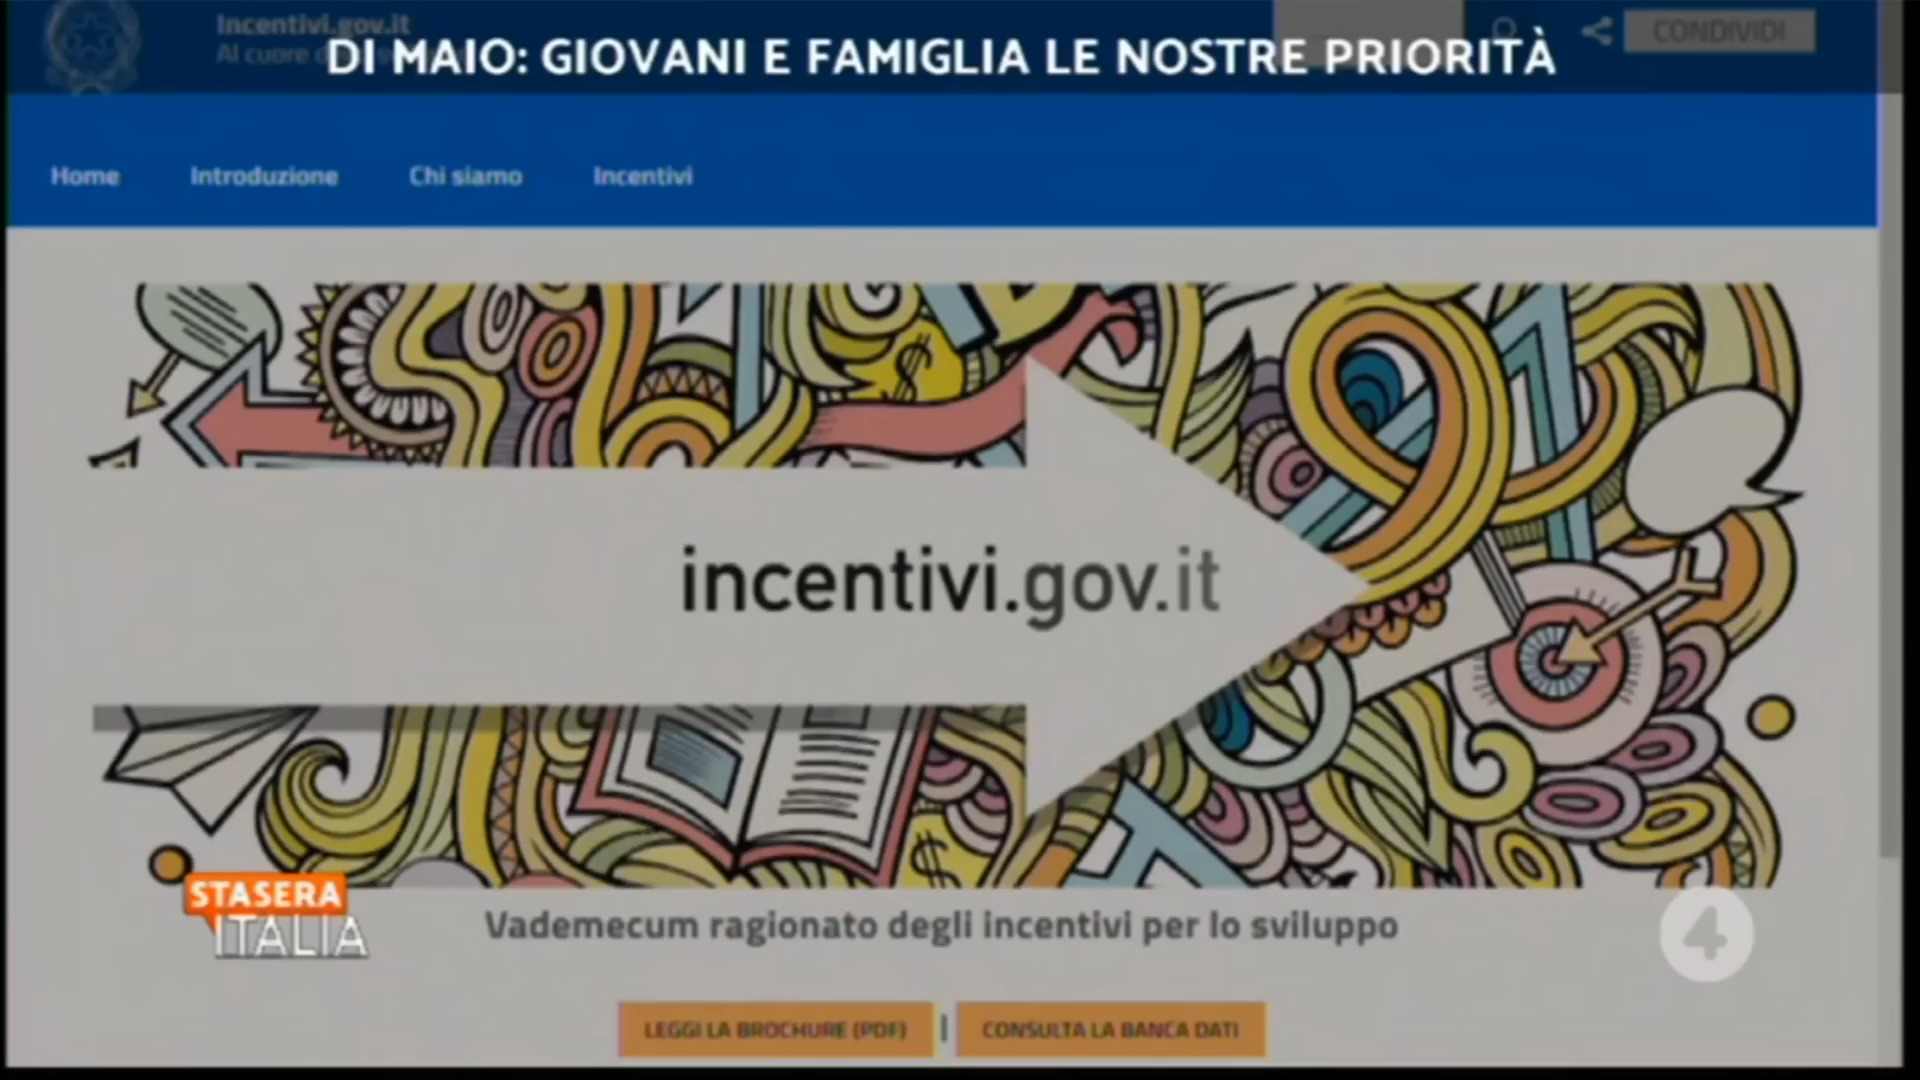 Incentivi.gov.it
DI MAIO: GIOVANI E FAMIGLIA LE NOSTRE PRIORITÀ
CONDIVIDI
Home
Introduzione
Chi siamo
Incentivi
incentivi.gov.it
STASERA
ITALIA
Vademecum ragionato degli incentivi per lo sviluppo
4
LEGGI LA BROCHURE (PDF) | CONSULTA LA BANCA DATI